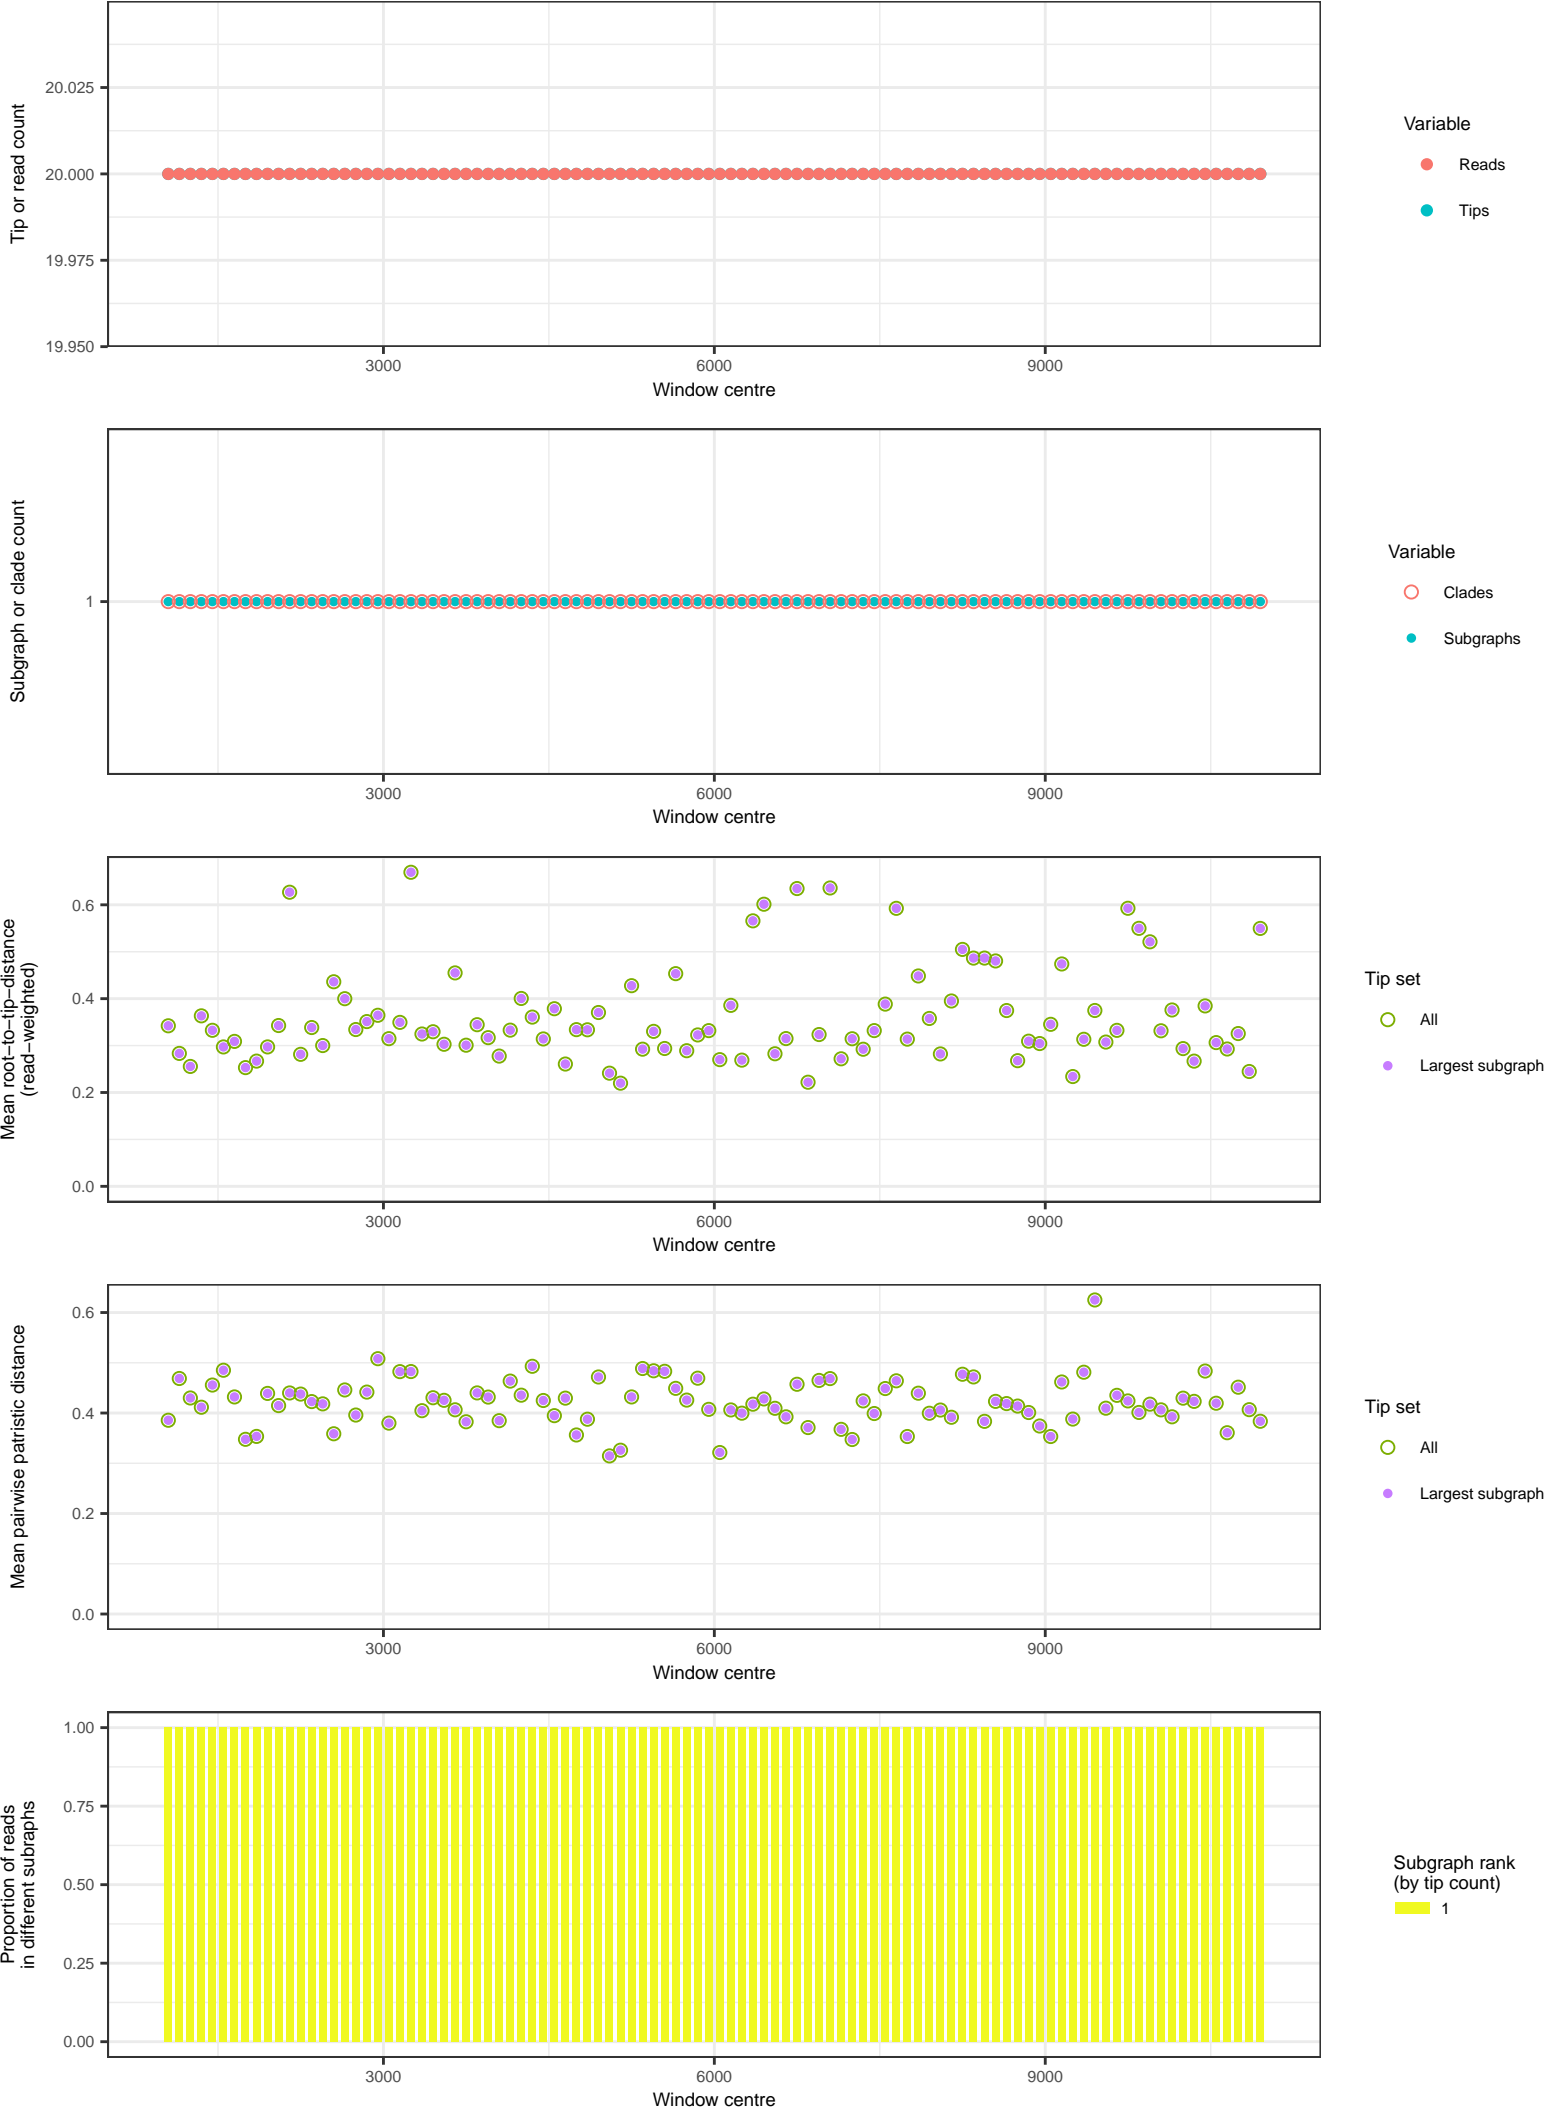 20.025
20.000
19.975
19.950
Tip or read count
3000 6000 9000
Window centre
Variable
Reads
Tips
1
Subgraph or clade count
3000 6000 9000
Window centre
Variable
Clades
Subgraphs
0.6
0.4
0.2
0.0
Mean root−to−tip−distance
(read−weighted)
3000 6000 9000
Window centre
Tip set
All
Largest subgraph
0.6
0.4
0.2
0.0
Mean pairwise patristic distance
3000 6000 9000
Window centre
Tip set
All
Largest subgraph
1.00
0.75
0.50
0.25
0.00
Proportion of reads
in different subraphs
3000 6000 9000
Window centre
Subgraph rank
(by tip count)
1